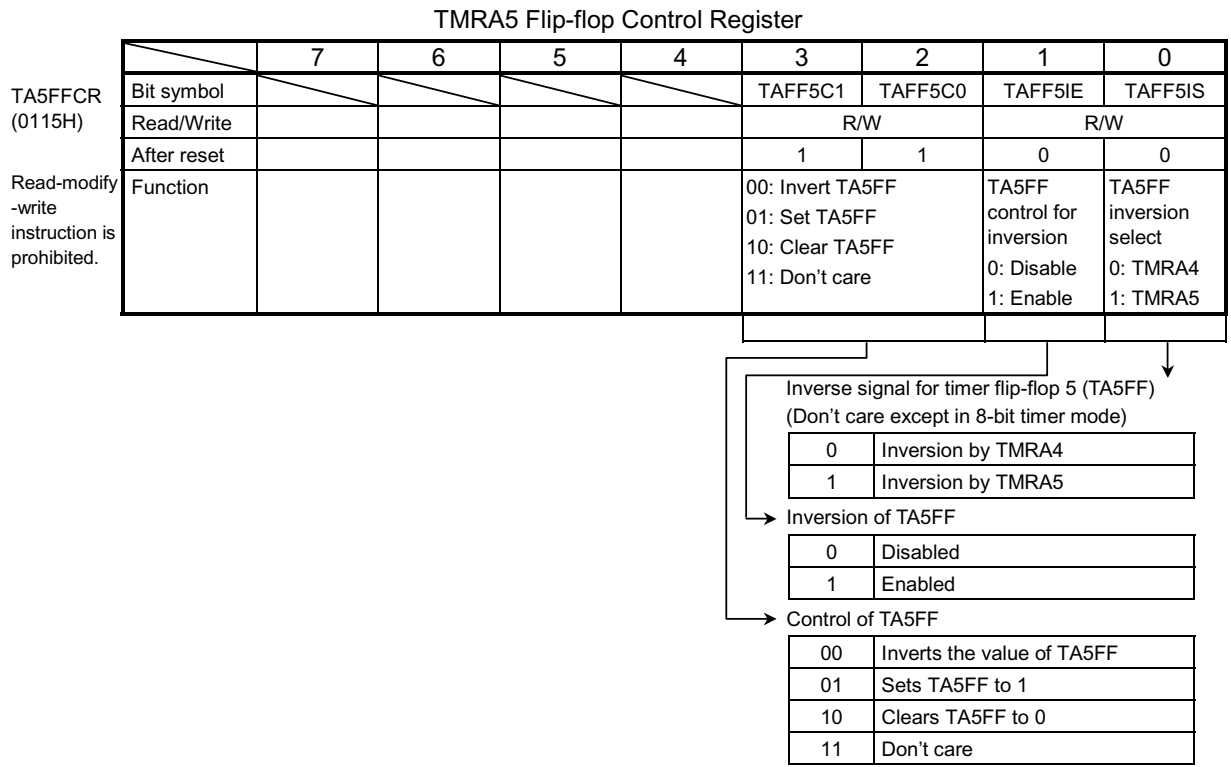 TMRA5 Flip-flop Control Register
7 6 5 4 3 2 1 0
TA5FFCR
(0115H)
Bit symbol TAFF5C1 TAFF5C0 TAFF5IE TAFF5IS
Read/Write R/W R/W
After reset 1 1 0 0
Read-modify
-write
instruction is
prohibited.
Function
00: Invert TA5FF
01: Set TA5FF
10: Clear TA5FF
11: Don't care
TA5FF
control for
inversion
0: Disable
1: Enable
TA5FF
inversion
select
0: TMRA4
1: TMRA5
Inverse signal for timer flip-flop 5 (TA5FF)
(Don't care except in 8-bit timer mode)
0 Inversion by TMRA4
1 Inversion by TMRA5
Inversion of TA5FF
0 Disabled
1 Enabled
Control of TA5FF
00 Inverts the value of TA5FF
01 Sets TA5FF to 1
10 Clears TA5FF to 0
11 Don't care